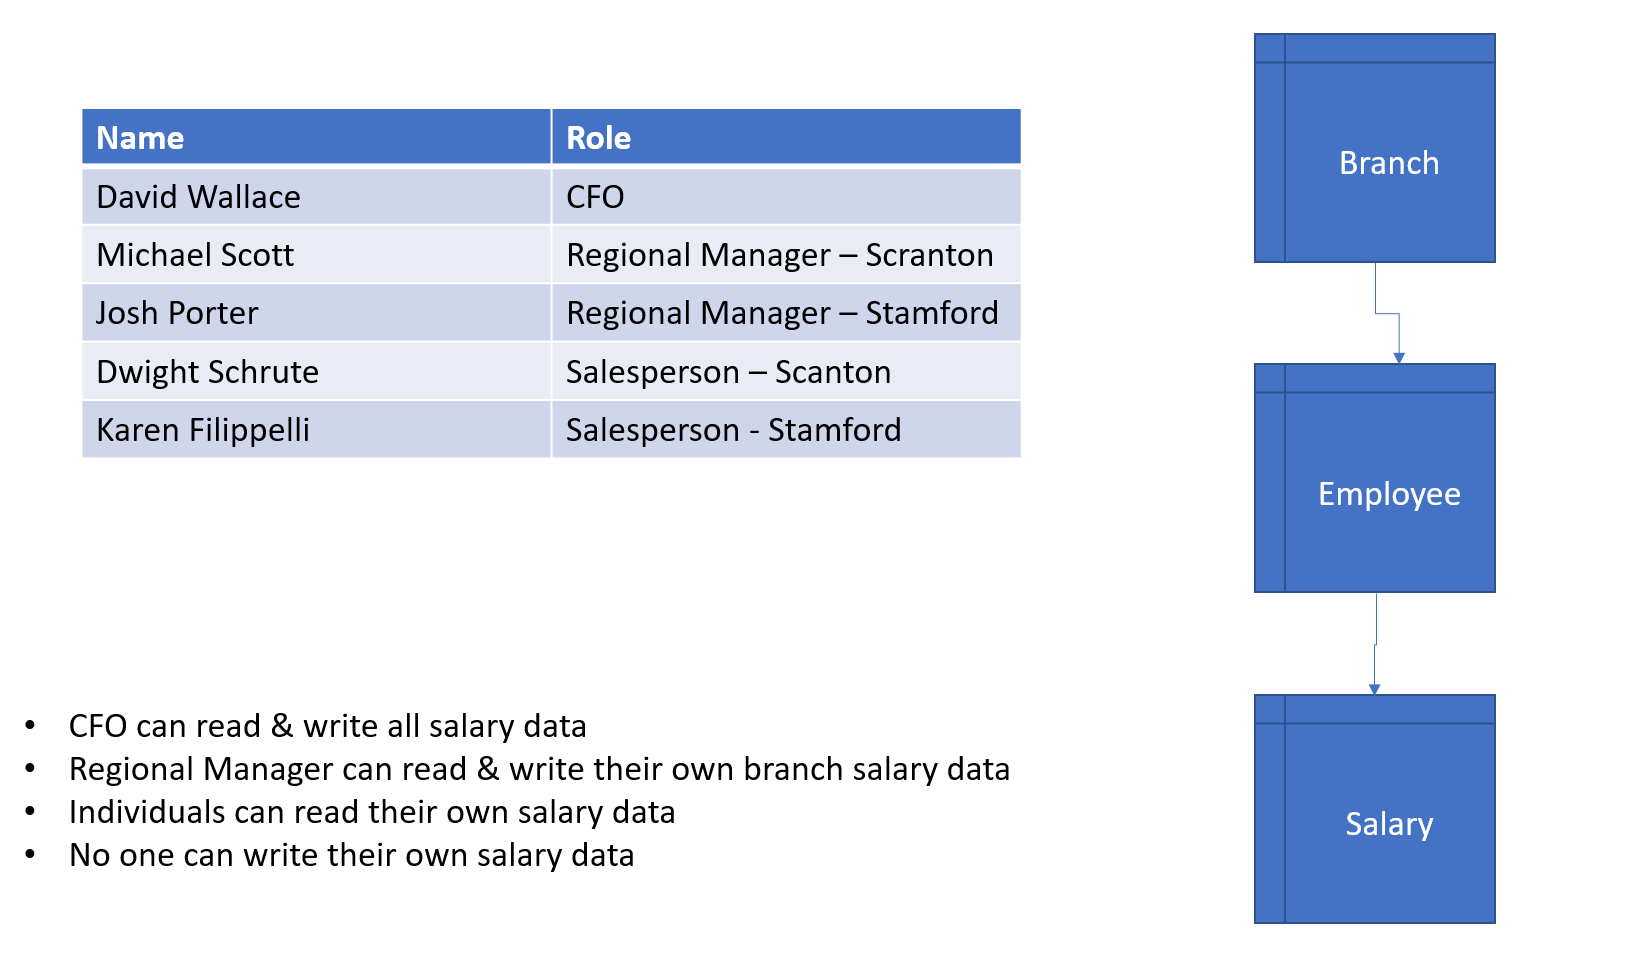 Name Role
David Wallace CFO
Michael Scott Regional Manager – Scranton
Josh Porter Regional Manager – Stamford
Dwight Schrute Salesperson – Scanton
Karen Filippelli Salesperson - Stamford
• CFO can read & write all salary data
• Regional Manager can read & write their own branch salary data
• Individuals can read their own salary data
• No one can write their own salary data
Branch
Employee
Salary